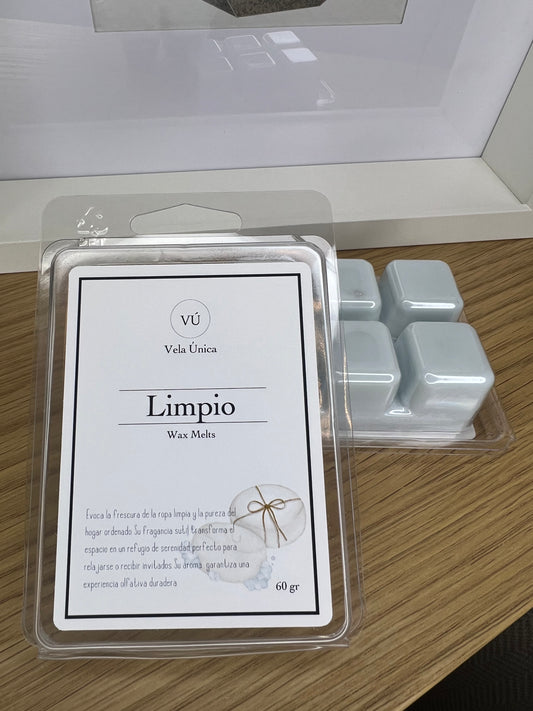 VÚ
Vela Única
Limpio
Wax Melts
Evoca la frescura de la ropa limpia y la pureza del
hogar ordenado Su fragancia sutil transforma el
espacio en un refugio de serenidad perfecto para
relajarse o recibir invitados Su aroma garantiza una
experiencia olfativa duradera
60 gr